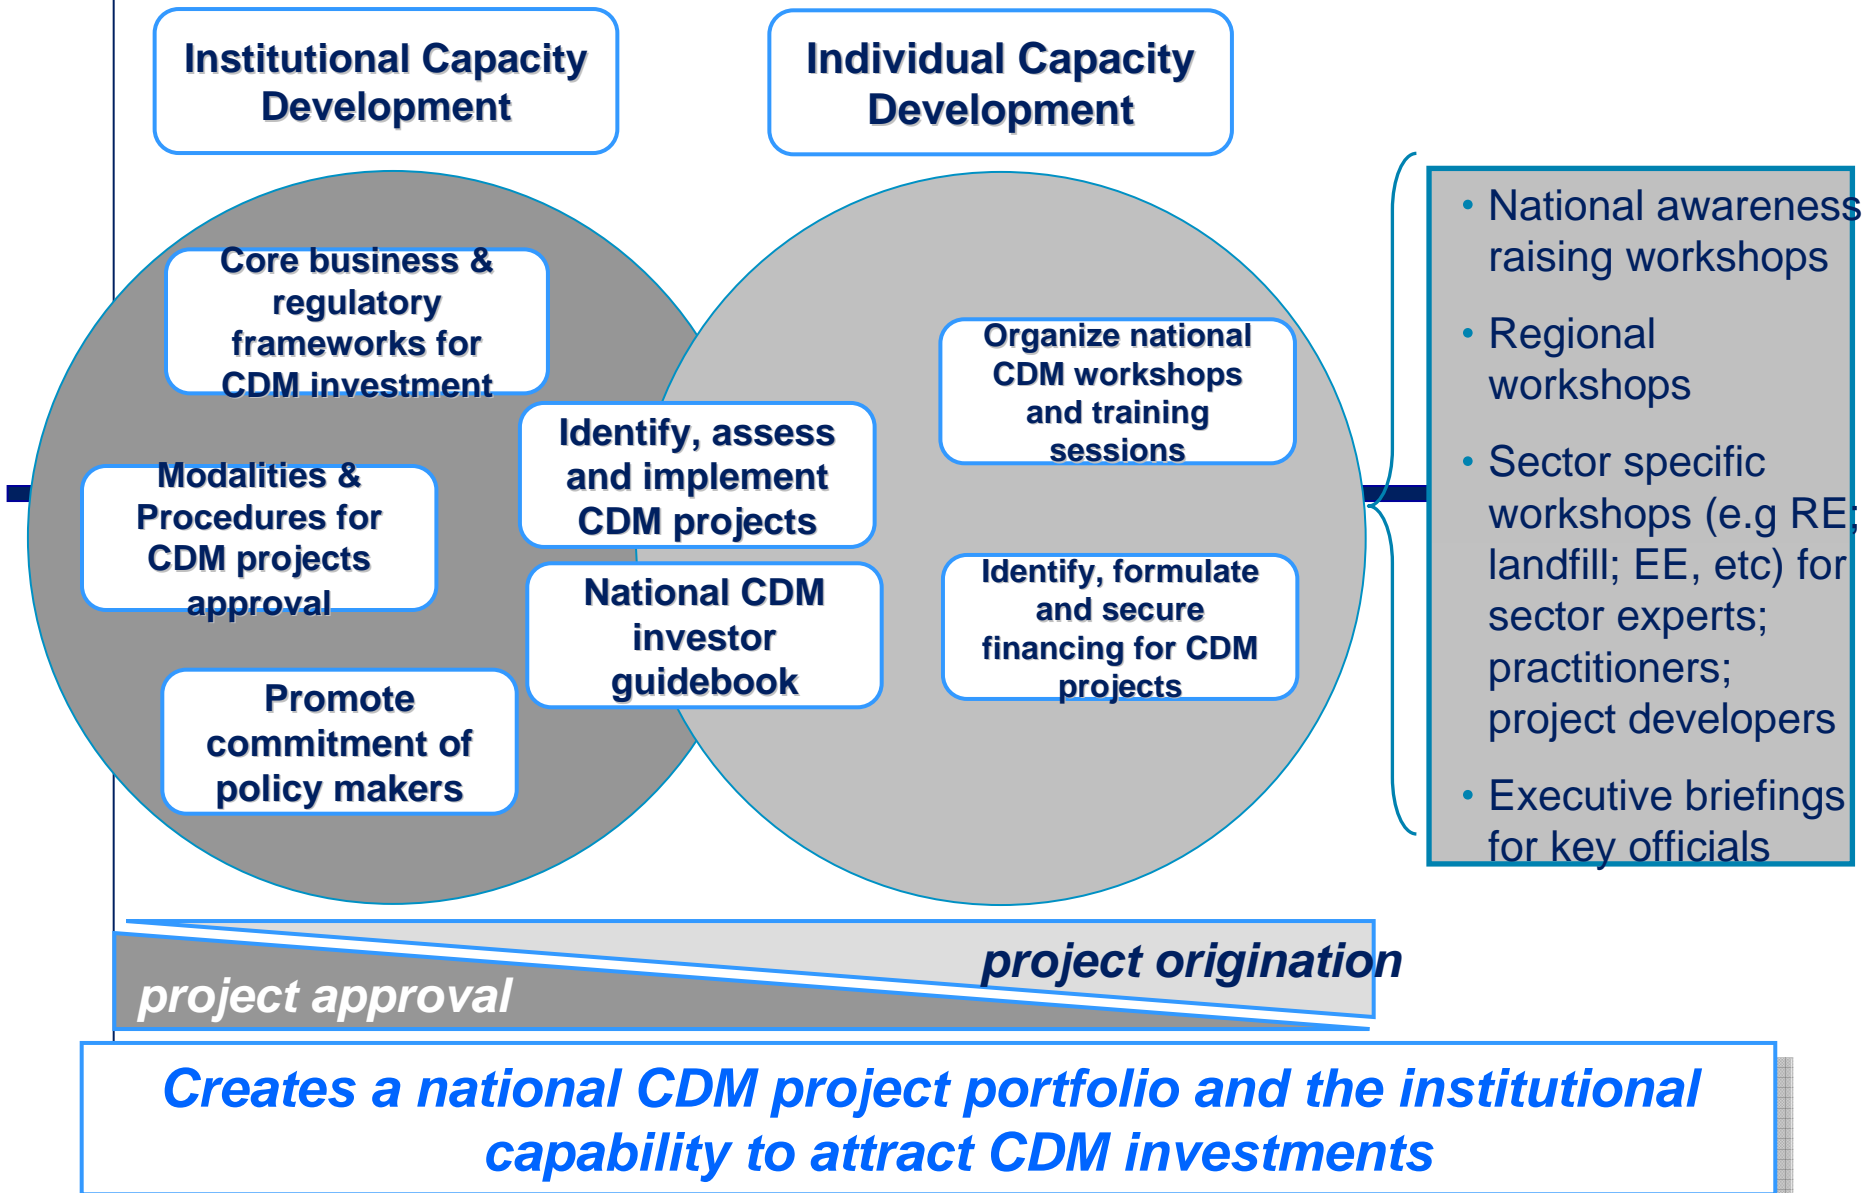 Institutional Capacity
Development
Individual Capacity
Development
Core business &
regulatory
frameworks for
CDM investment
Modalities &
Procedures for
CDM projects
approval
Promote
commitment of
policy makers
Identify, assess
and implement
CDM projects
National CDM
investor
guidebook
Organize national
CDM workshops
and training
sessions
Identify, formulate
and secure
financing for CDM
projects
• National awareness
raising workshops
• Regional
workshops
• Sector specific
workshops (e.g RE;
landfill; EE, etc) for
sector experts;
practitioners;
project developers
• Executive briefings
for key officials
project origination
project approval
Creates a national CDM project portfolio and the institutional
capability to attract CDM investments